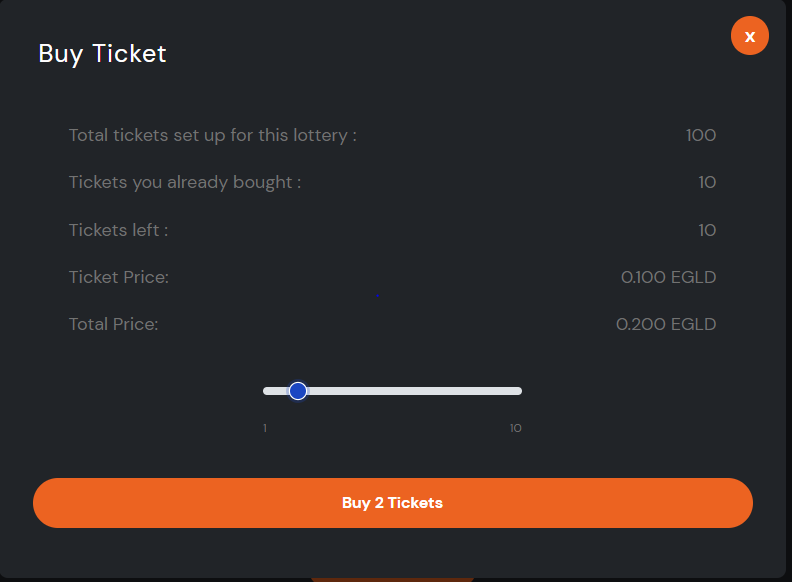 Buy Ticket
x
Total tickets set up for this lottery : 100
Tickets you already bought : 10
Tickets left : 10
Ticket Price: 0.100 EGLD
Total Price: 0.200 EGLD
1 10
Buy 2 Tickets